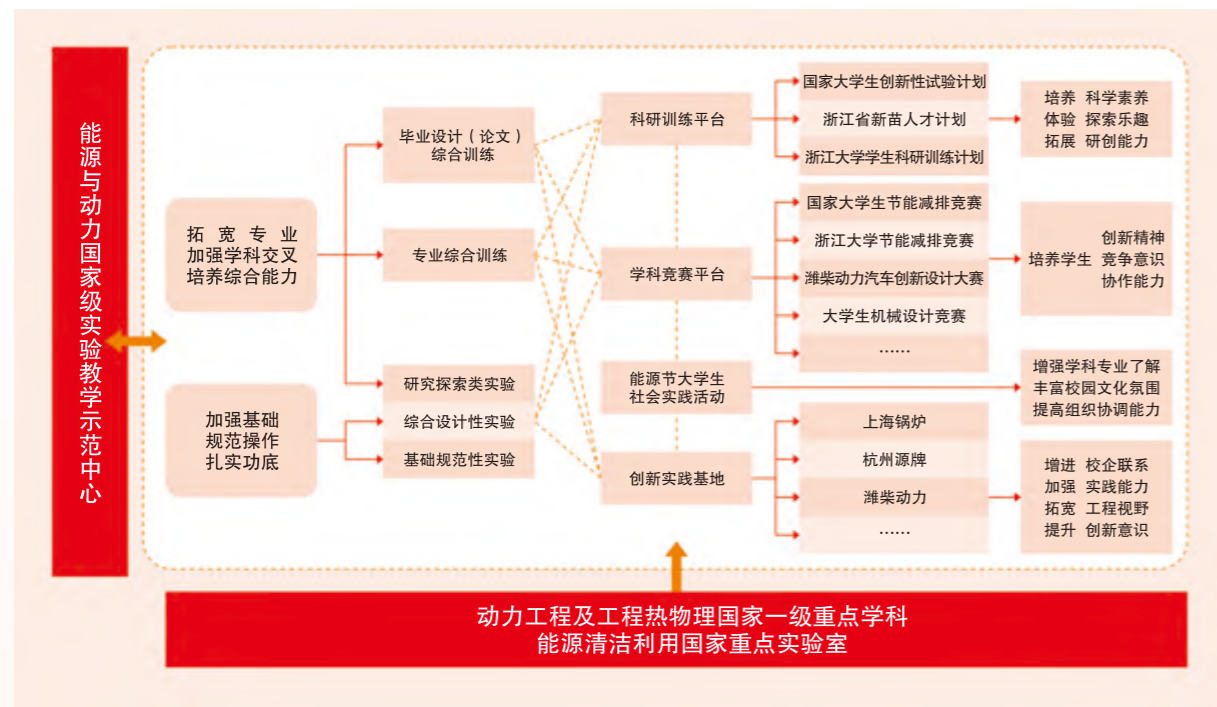 能源与动力国家级实验教学示范中心
拓宽专业
加强学科交叉
培养综合能力
加强基础
规范操作
扎实功底
毕业设计（论文）
综合训练
专业综合训练
研究探索类实验
综合设计性实验
基础规范性实验
科研训练平台
学科竞赛平台
能源节大学生
社会实践活动
创新实践基地
国家大学生创新性试验计划
浙江省新苗人才计划
浙江大学学生科研训练计划
国家大学生节能减排竞赛
浙江大学节能减排竞赛
潍柴动力汽车创新设计大赛
大学生机械设计竞赛
……
上海锅炉
杭州源牌
潍柴动力
……
培养 科学素养
体验 探索乐趣
拓展 研创能力
创新精神
培养学生 竞争意识
协作能力
增强学科专业了解
丰富校园文化氛围
提高组织协调能力
增进 校企联系
加强 实践能力
拓宽 工程视野
提升 创新意识
动力工程及工程热物理国家一级重点学科
能源清洁利用国家重点实验室